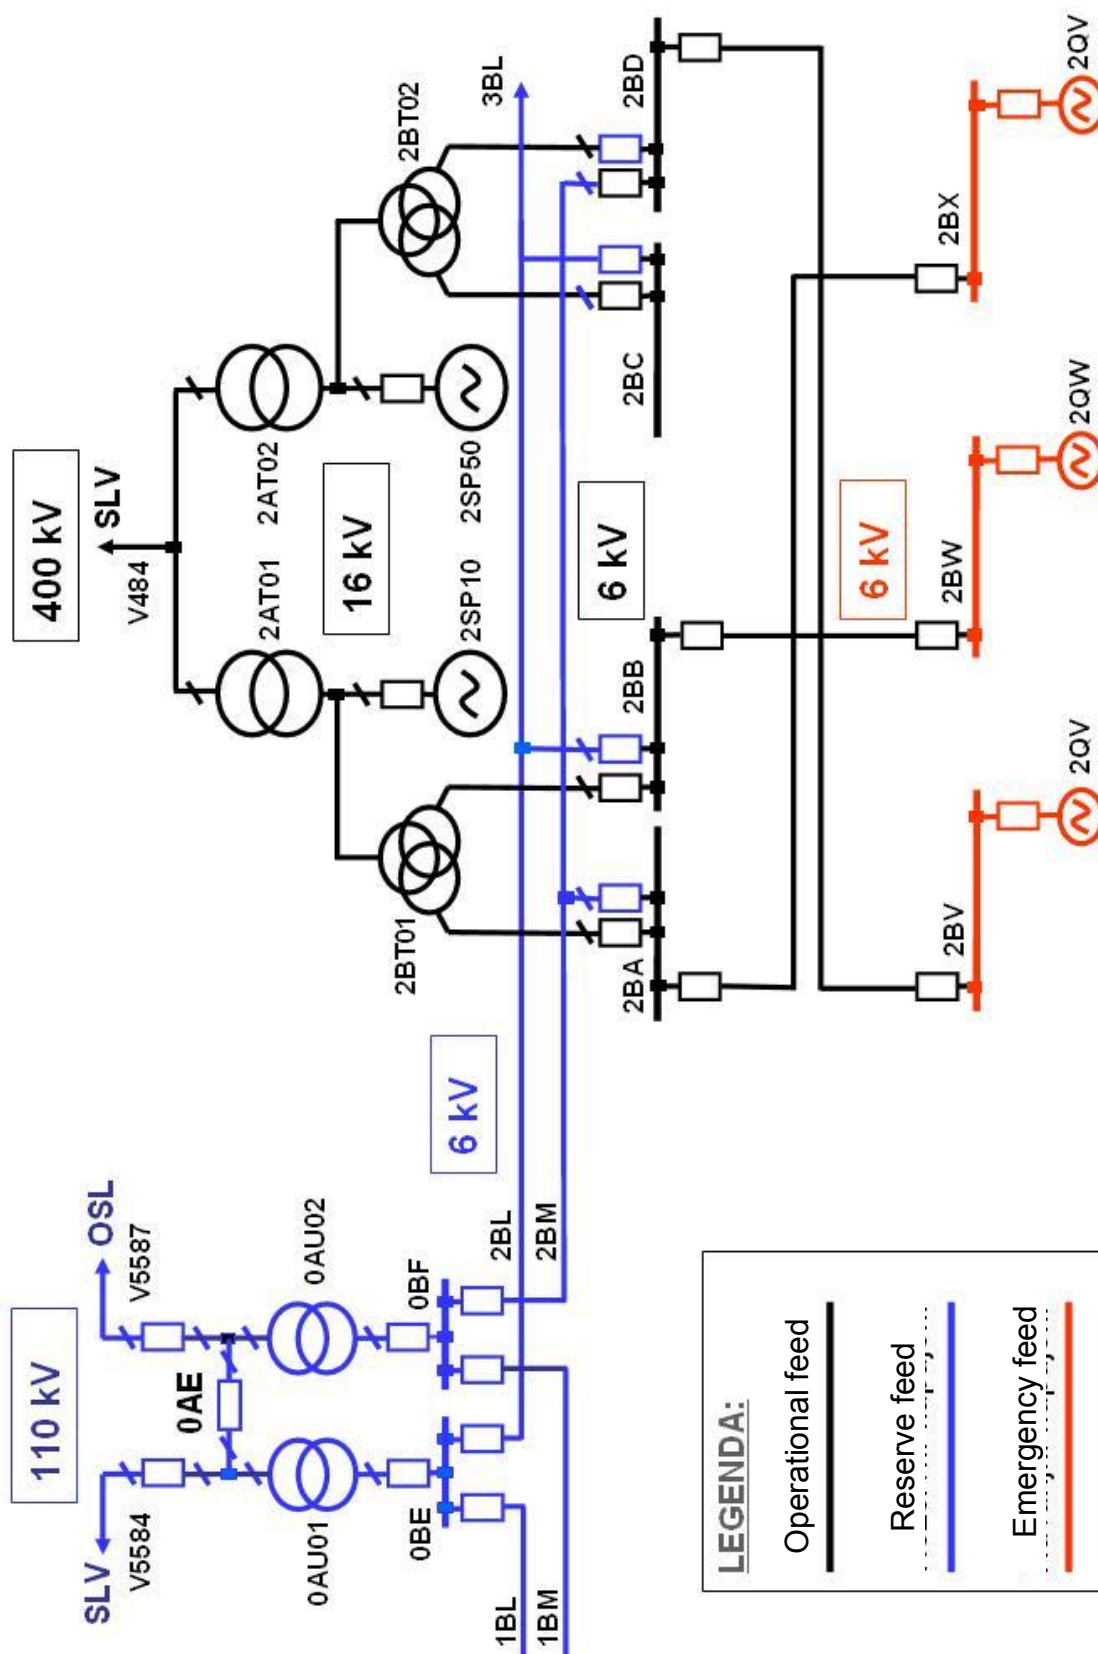 110 kV
SLV
V5584
OSL
V5587
0AE
0AU01
0AU02
0BE
0BF
1BL
1BM
2BL
2BM
6 kV
400 kV
SLV
V484
2AT01
2AT02
16 kV
2SP10
2SP50
2BT01
2BT02
3BL
6 kV
2BA
2BB
2BC
2BD
6 kV
2BV
2BW
2BX
2QV
2QW
2QV
LEGENDA:
Operational feed
Reserve feed
Emergency feed